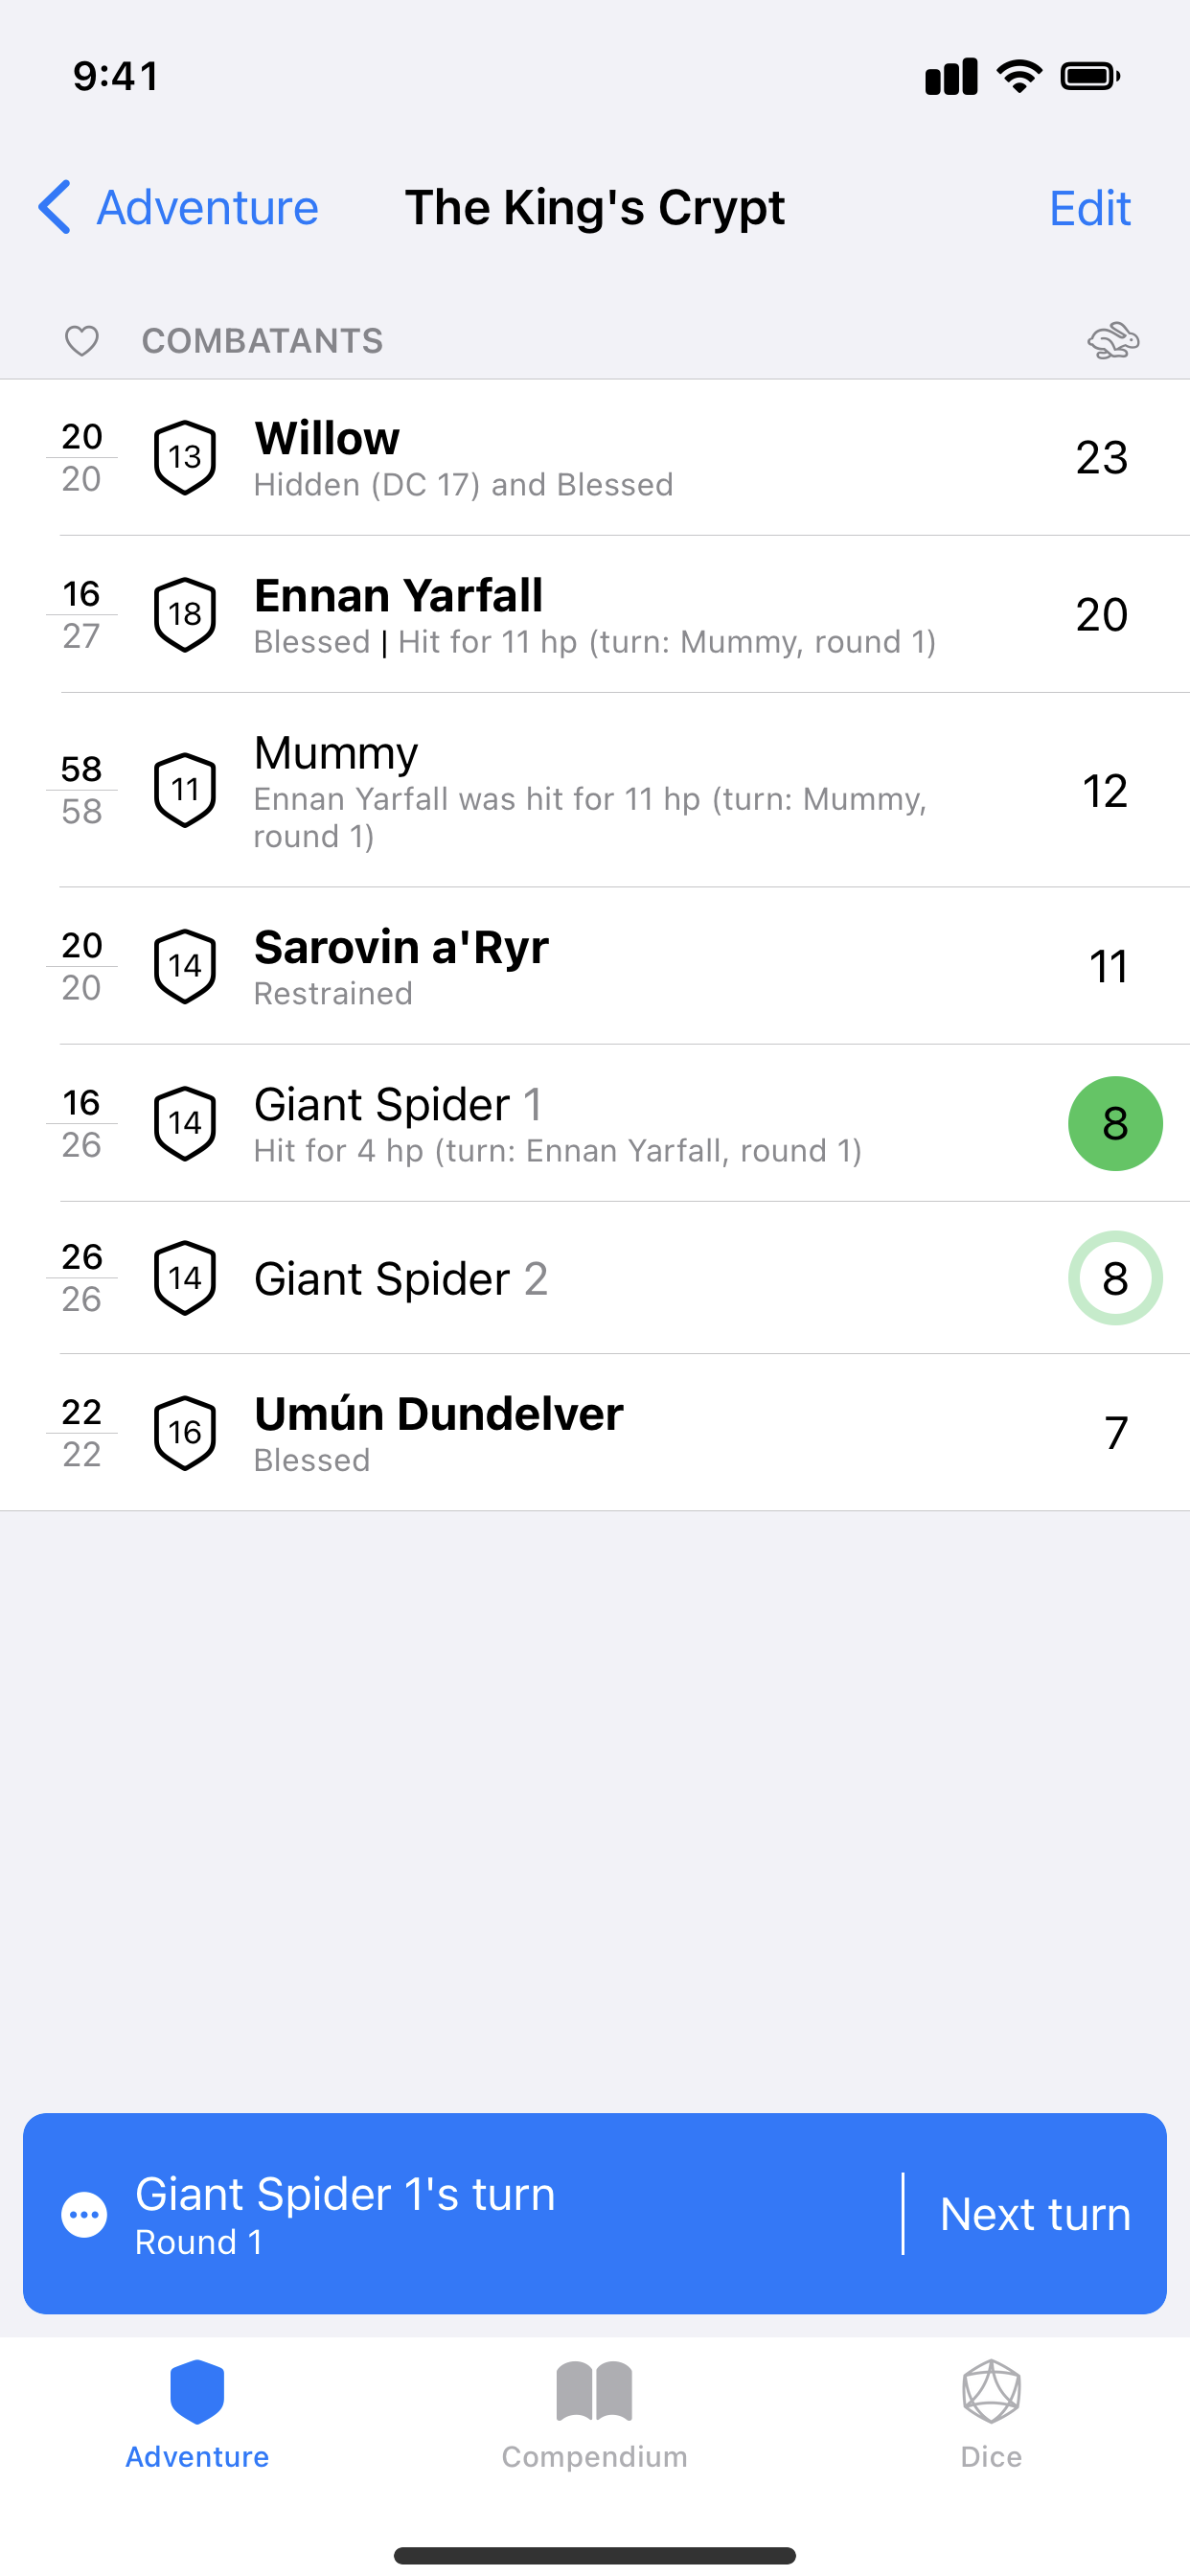 9:41
Adventure The King's Crypt Edit
COMBATANTS
20
20
13
Willow
Hidden (DC 17) and Blessed
23
16
27
18
Ennan Yarfall
Blessed | Hit for 11 hp (turn: Mummy, round 1)
20
58
58
11
Mummy
Ennan Yarfall was hit for 11 hp (turn: Mummy,
round 1)
12
20
20
14
Sarovin a'Ryr
Restrained
11
16
26
14
Giant Spider 1
Hit for 4 hp (turn: Ennan Yarfall, round 1)
8
26
26
14
Giant Spider 2
8
22
22
16
Umún Dundelver
Blessed
7
Giant Spider 1's turn
Round 1
Next turn
Adventure Compendium Dice